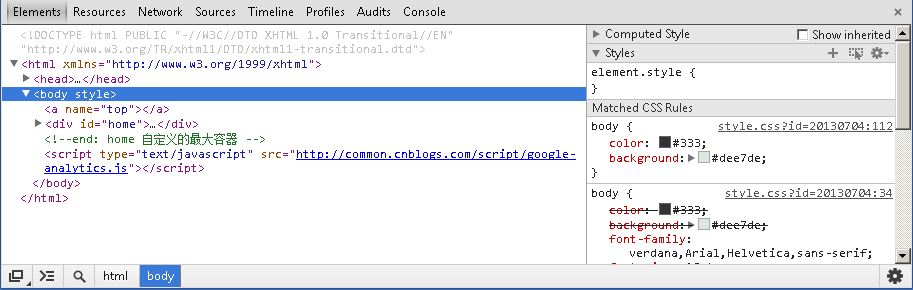 Elements Resources Network Sources Timeline Profiles Audits Console
<!DOCTYPE html PUBLIC "-//W3C//DTD XHTML 1.0 Transitional//EN"
"http://www.w3.org/TR/xhtml1/DTD/xhtml1-transitional.dtd">
<html xmlns="http://www.w3.org/1999/xhtml">
<head>…</head>
<body style>
<a name="top"></a>
<div id="home">…</div>
<!--end: home 自定义的最大容器 -->
<script type="text/javascript" src="http://common.cnblogs.com/script/google-
analytics.js"></script>
</body>
</html>
Computed Style Show inherited
Styles
element.style {
}
Matched CSS Rules
body { style.css?id=20130704:112
color: #333;
background: #dee7de;
}
body { style.css?id=20130704:34
color: #333;
background: #dee7de;
font-family:
verdana,Arial,Helvetica,sans-serif;
html body